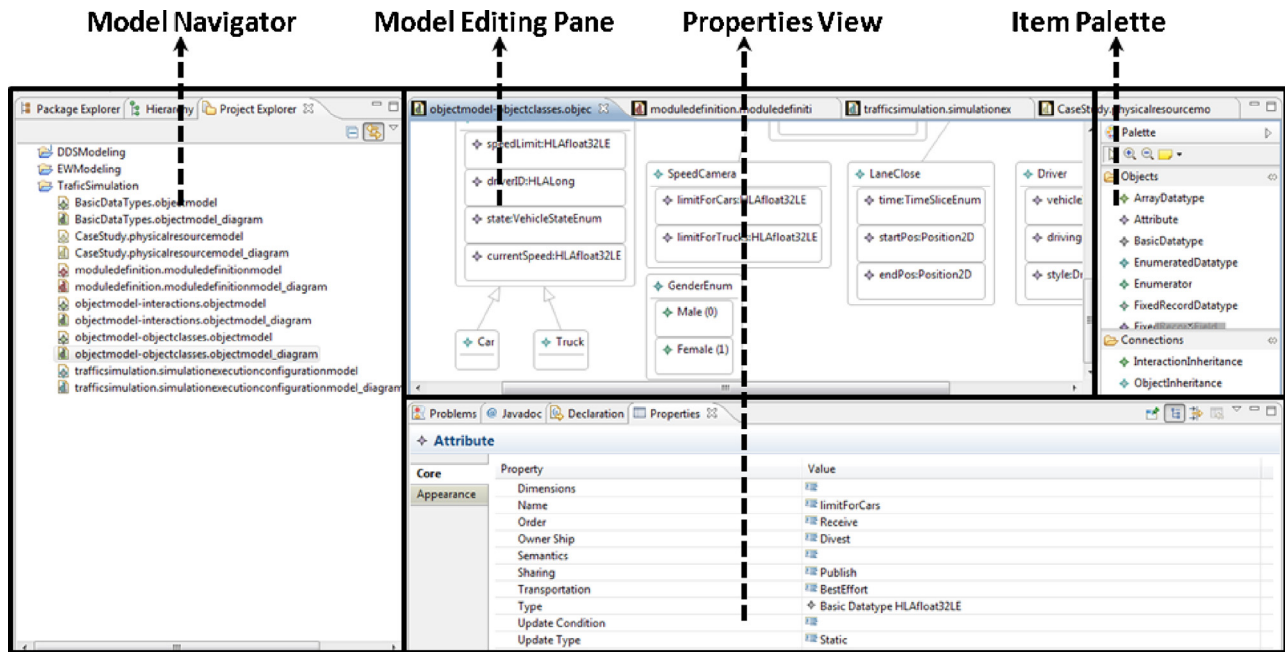 Model Navigator
Model Editing Pane
Properties View
Item Palette
Package Explorer
Hierarchy
Project Explorer
DDSModeling
EWModeling
TraficSimulation
BasicDataTypes.objectmodel
BasicDataTypes.objectmodel_diagram
CaseStudy.physicalresourcemodel
CaseStudy.physicalresourcemodel_diagram
moduledefinition.moduledefinitionmodel
moduledefinition.moduledefinitionmodel_diagram
objectmodel-interactions.objectmodel
objectmodel-interactions.objectmodel_diagram
objectmodel-objectclasses.objectmodel
objectmodel-objectclasses.objectmodel_diagram
trafficsimulation.simulationexecutionconfigurationmodel
trafficsimulation.simulationexecutionconfigurationmodel_diagram
objectmodel-objectclasses.objec
moduledefinition.moduledefiniti
trafficsimulation.simulationex
CaseStudy.physicalresourcemo
speedLimit:HLAfloat32LE
driverID:HLALong
state:VehicleStateEnum
currentSpeed:HLAfloat32LE
Car
Truck
SpeedCamera
limitForCars:HLAfloat32LE
limitForTrucks:HLAfloat32LE
GenderEnum
Male (0)
Female (1)
LaneClose
time:TimeSliceEnum
startPos:Position2D
endPos:Position2D
Driver
vehicle
driving
style:Dr
Palette
Objects
ArrayDatatype
Attribute
BasicDatatype
EnumeratedDatatype
Enumerator
FixedRecordDatatype
Connections
InteractionInheritance
ObjectInheritance
Problems
Javadoc
Declaration
Properties
Attribute
Core
Appearance
Property Value
Dimensions
Name limitForCars
Order Receive
Owner Ship Divest
Semantics
Sharing Publish
Transportation BestEffort
Type Basic Datatype HLAfloat32LE
Update Condition
Update Type Static